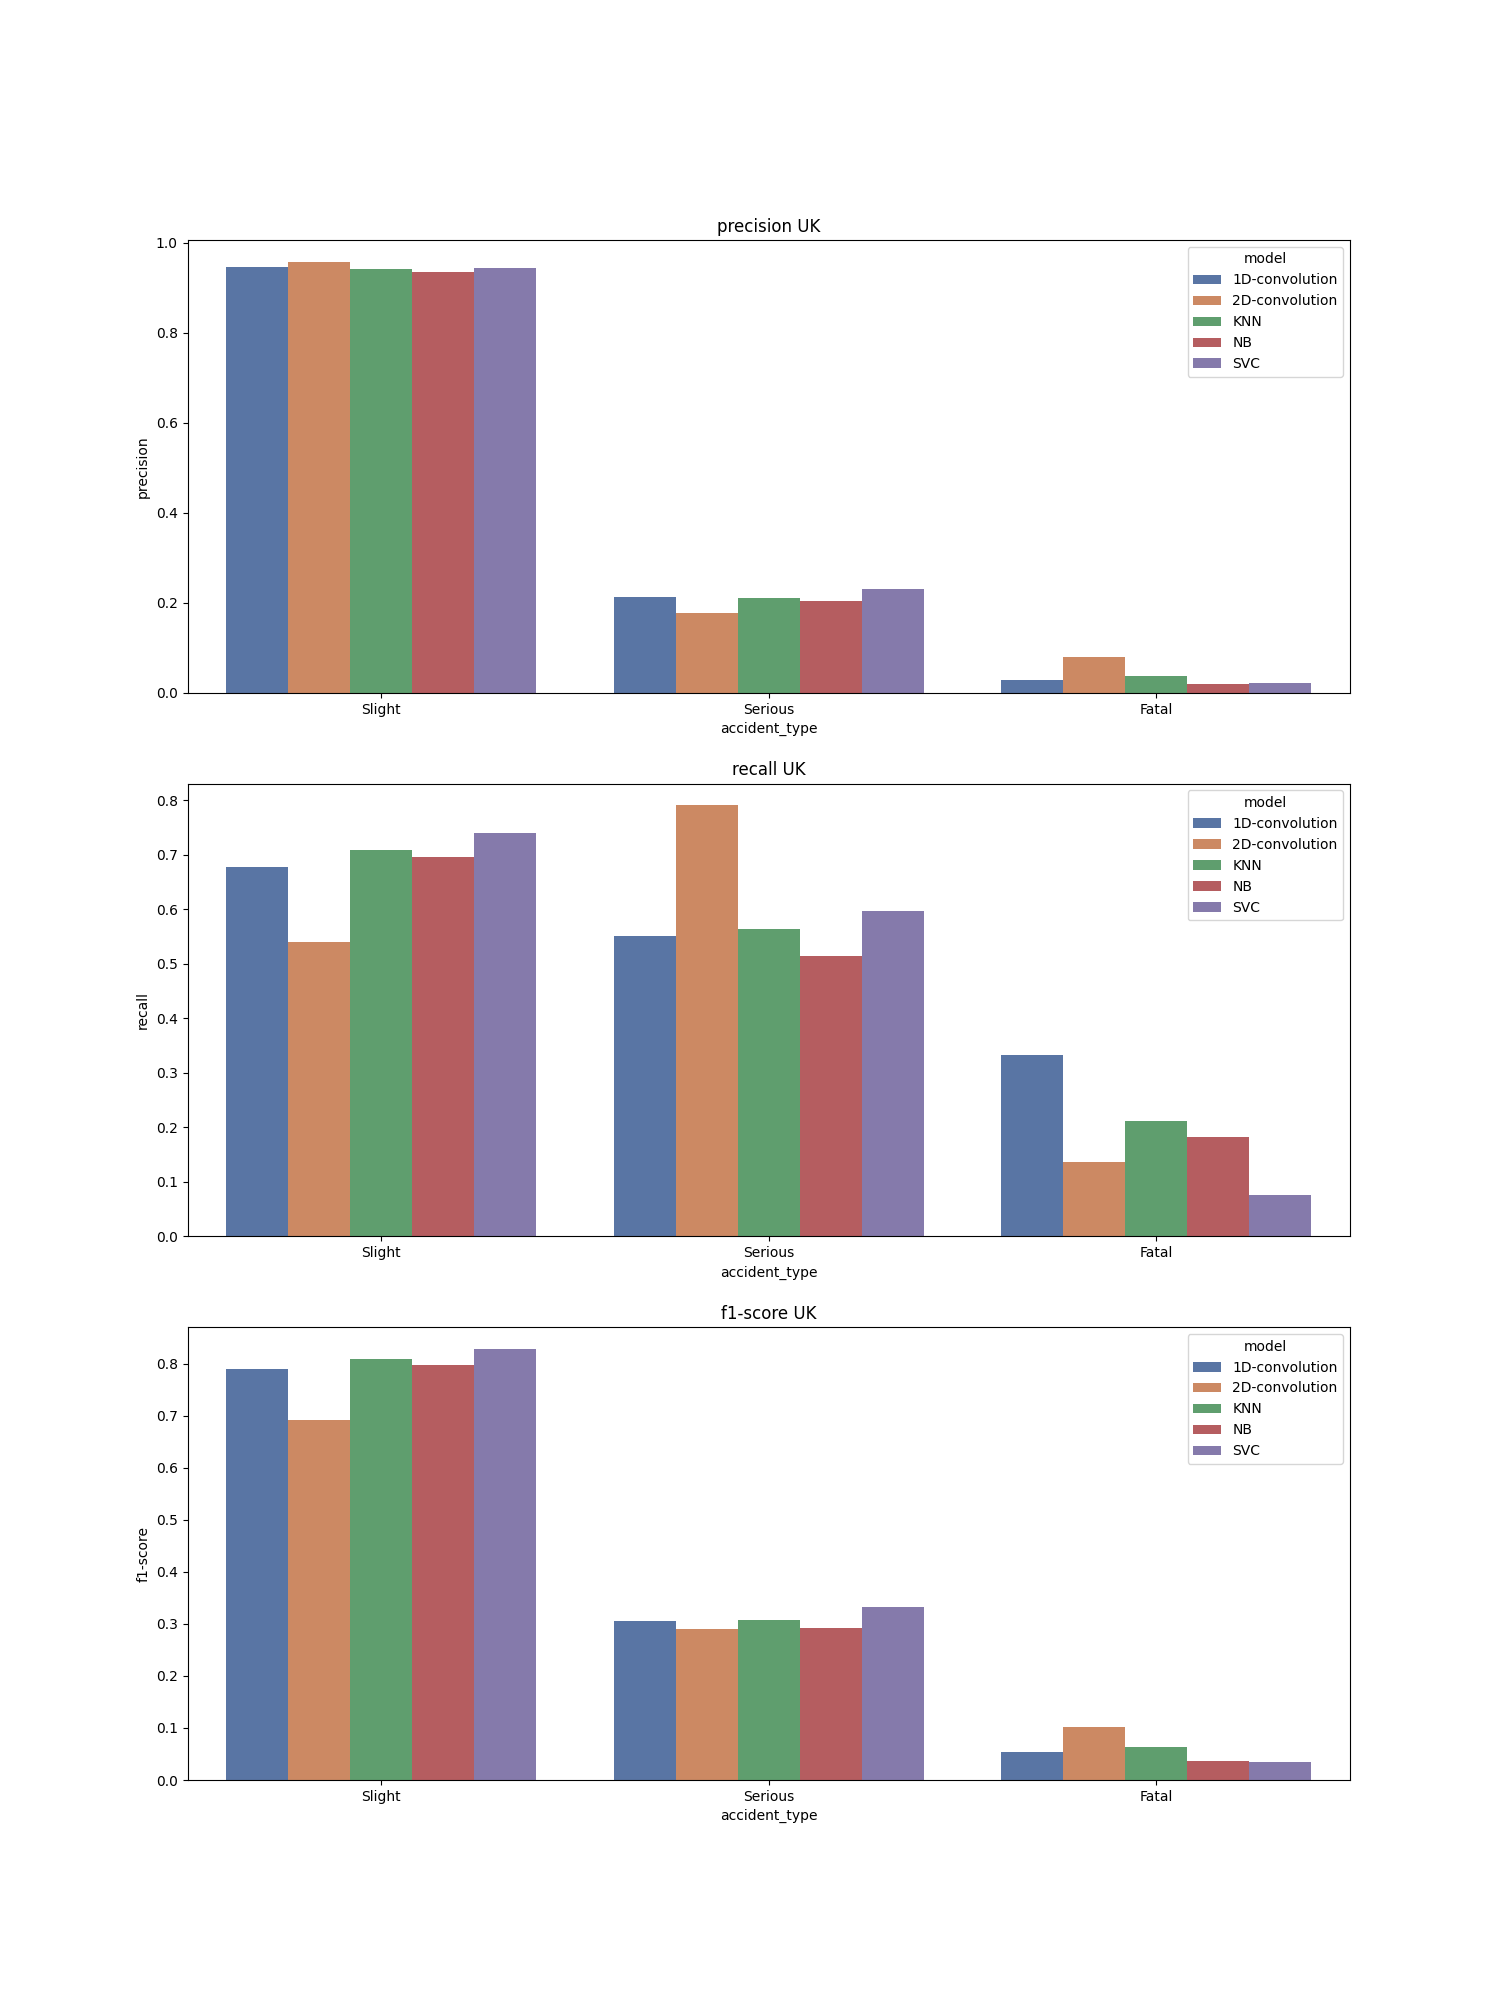 precision UK
1.0
0.8
0.6
0.4
0.2
0.0
precision
model
1D-convolution
2D-convolution
KNN
NB
SVC
Slight Serious Fatal
accident_type
recall UK
0.8
0.7
0.6
0.5
0.4
0.3
0.2
0.1
0.0
recall
model
1D-convolution
2D-convolution
KNN
NB
SVC
Slight Serious Fatal
accident_type
f1-score UK
0.8
0.7
0.6
0.5
0.4
0.3
0.2
0.1
0.0
f1-score
model
1D-convolution
2D-convolution
KNN
NB
SVC
Slight Serious Fatal
accident_type